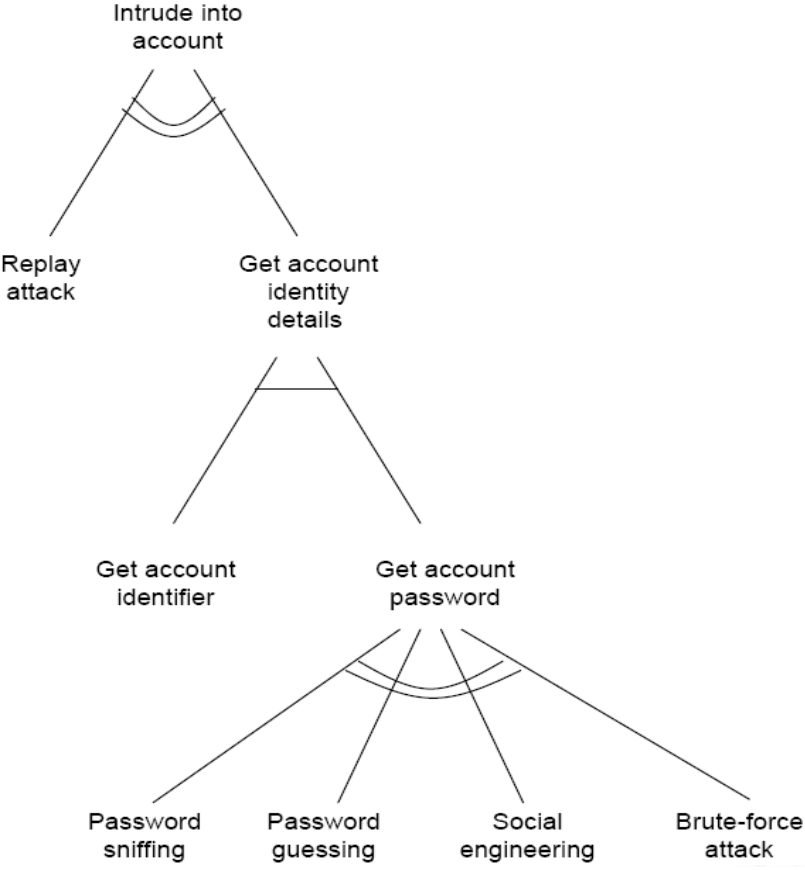 Intrude into
account
Replay
attack
Get account
identity
details
Get account
identifier
Get account
password
Password
sniffing
Password
guessing
Social
engineering
Brute-force
attack